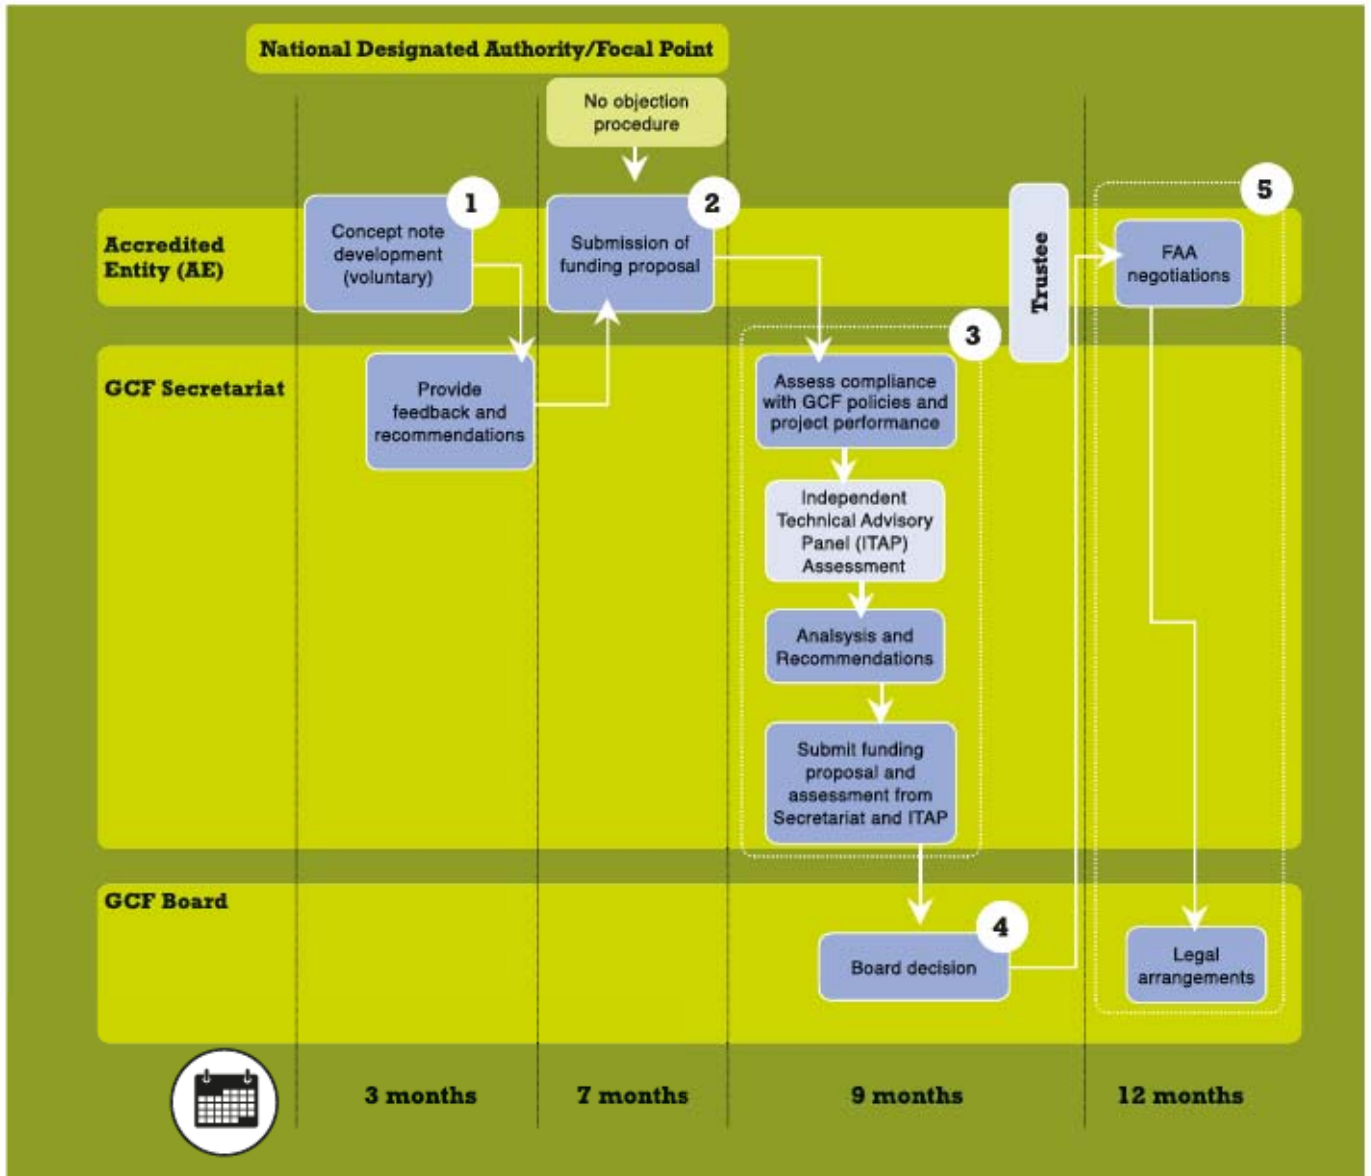 National Designated Authority/Focal Point
No objection
procedure
1
2
5
Accredited
Entity (AE)
Concept note
development
(voluntary)
Submission of
funding proposal
Trustee
FAA
negotiations
3
GCF Secretariat
Provide
feedback and
recommendations
Assess compliance
with GCF policies and
project performance
Independent
Technical Advisory
Panel (ITAP)
Assessment
Analsysis and
Recommendations
Submit funding
proposal and
assessment from
Secretariat and ITAP
GCF Board
4
Board decision
Legal
arrangements
3 months
7 months
9 months
12 months